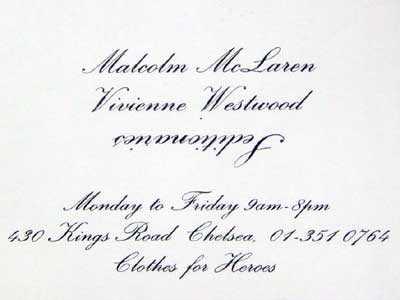 Malcolm McLaren
Vivienne Westwood
Seditionaries
Monday to Friday 9am-8pm
430 Kings Road Chelsea, 01-351 0764
Clothes for Heroes